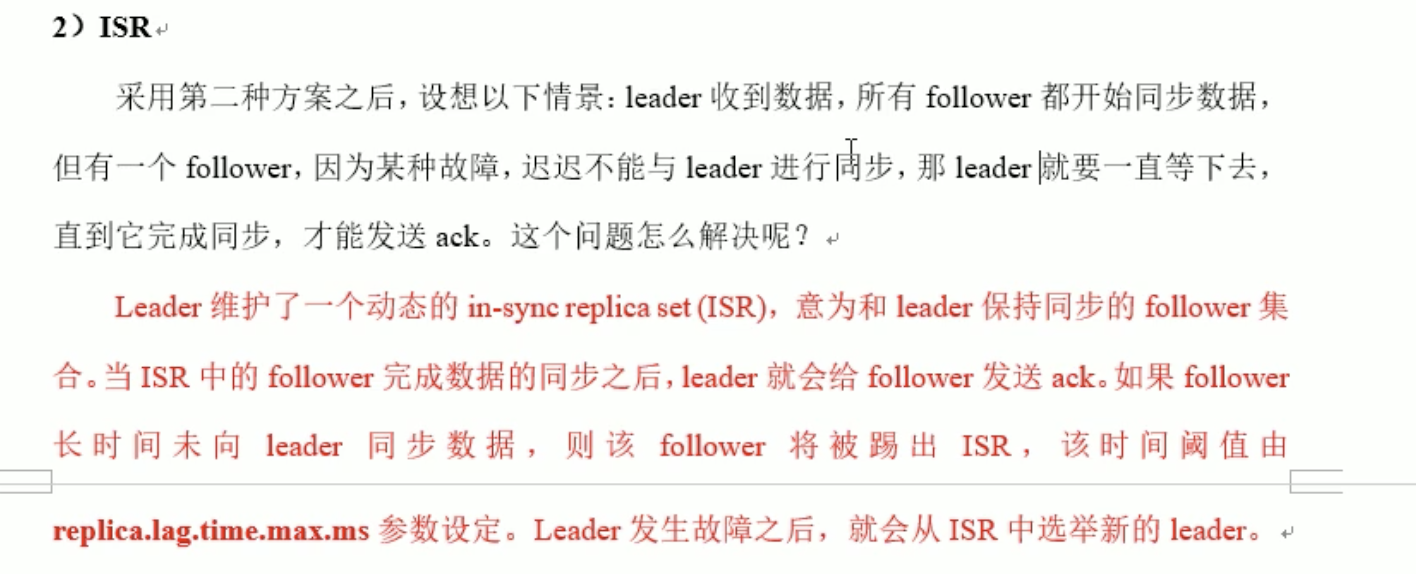 2）ISR
采用第二种方案之后，设想以下情景：leader 收到数据，所有 follower 都开始同步数据，
但有一个 follower，因为某种故障，迟迟不能与 leader 进行同步，那 leader 就要一直等下去，
直到它完成同步，才能发送 ack。这个问题怎么解决呢？
Leader 维护了一个动态的 in-sync replica set (ISR)，意为和 leader 保持同步的 follower 集
合。当 ISR 中的 follower 完成数据的同步之后，leader 就会给 follower 发送 ack。如果 follower
长时间未向 leader 同步数据，则该 follower 将被踢出 ISR，该时间阈值由
replica.lag.time.max.ms 参数设定。Leader 发生故障之后，就会从 ISR 中选举新的 leader。